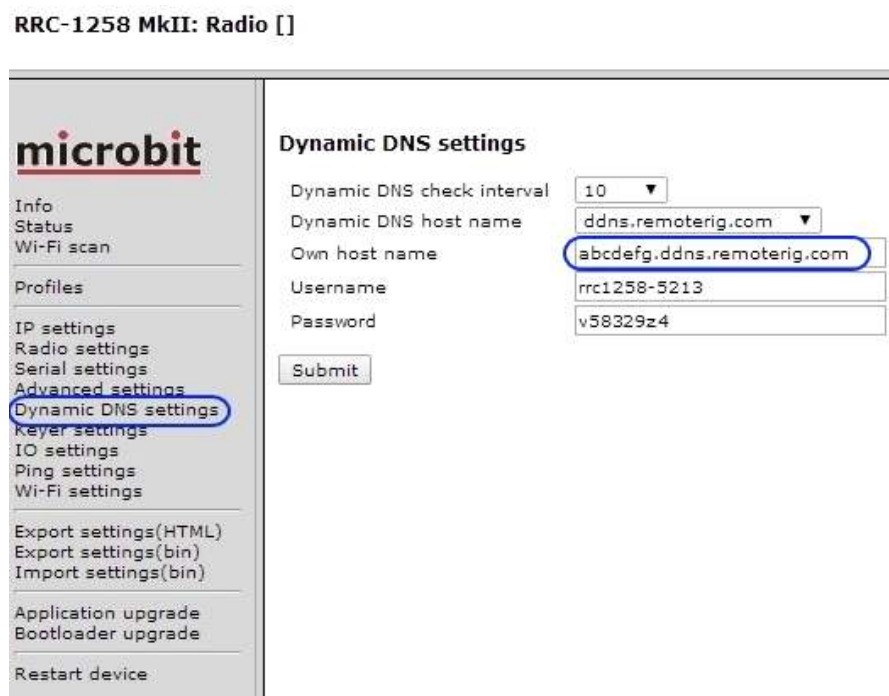 RRC-1258 MkII: Radio []
microbit
Info
Status
Wi-Fi scan
Profiles
IP settings
Radio settings
Serial settings
Advanced settings
Dynamic DNS settings
Keyer settings
IO settings
Ping settings
Wi-Fi settings
Export settings(HTML)
Export settings(bin)
Import settings(bin)
Application upgrade
Bootloader upgrade
Restart device
Dynamic DNS settings
Dynamic DNS check interval 10
Dynamic DNS host name ddns.remoterig.com
Own host name abcdefg.ddns.remoterig.com
Username rrc1258-5213
Password v58329z4
Submit